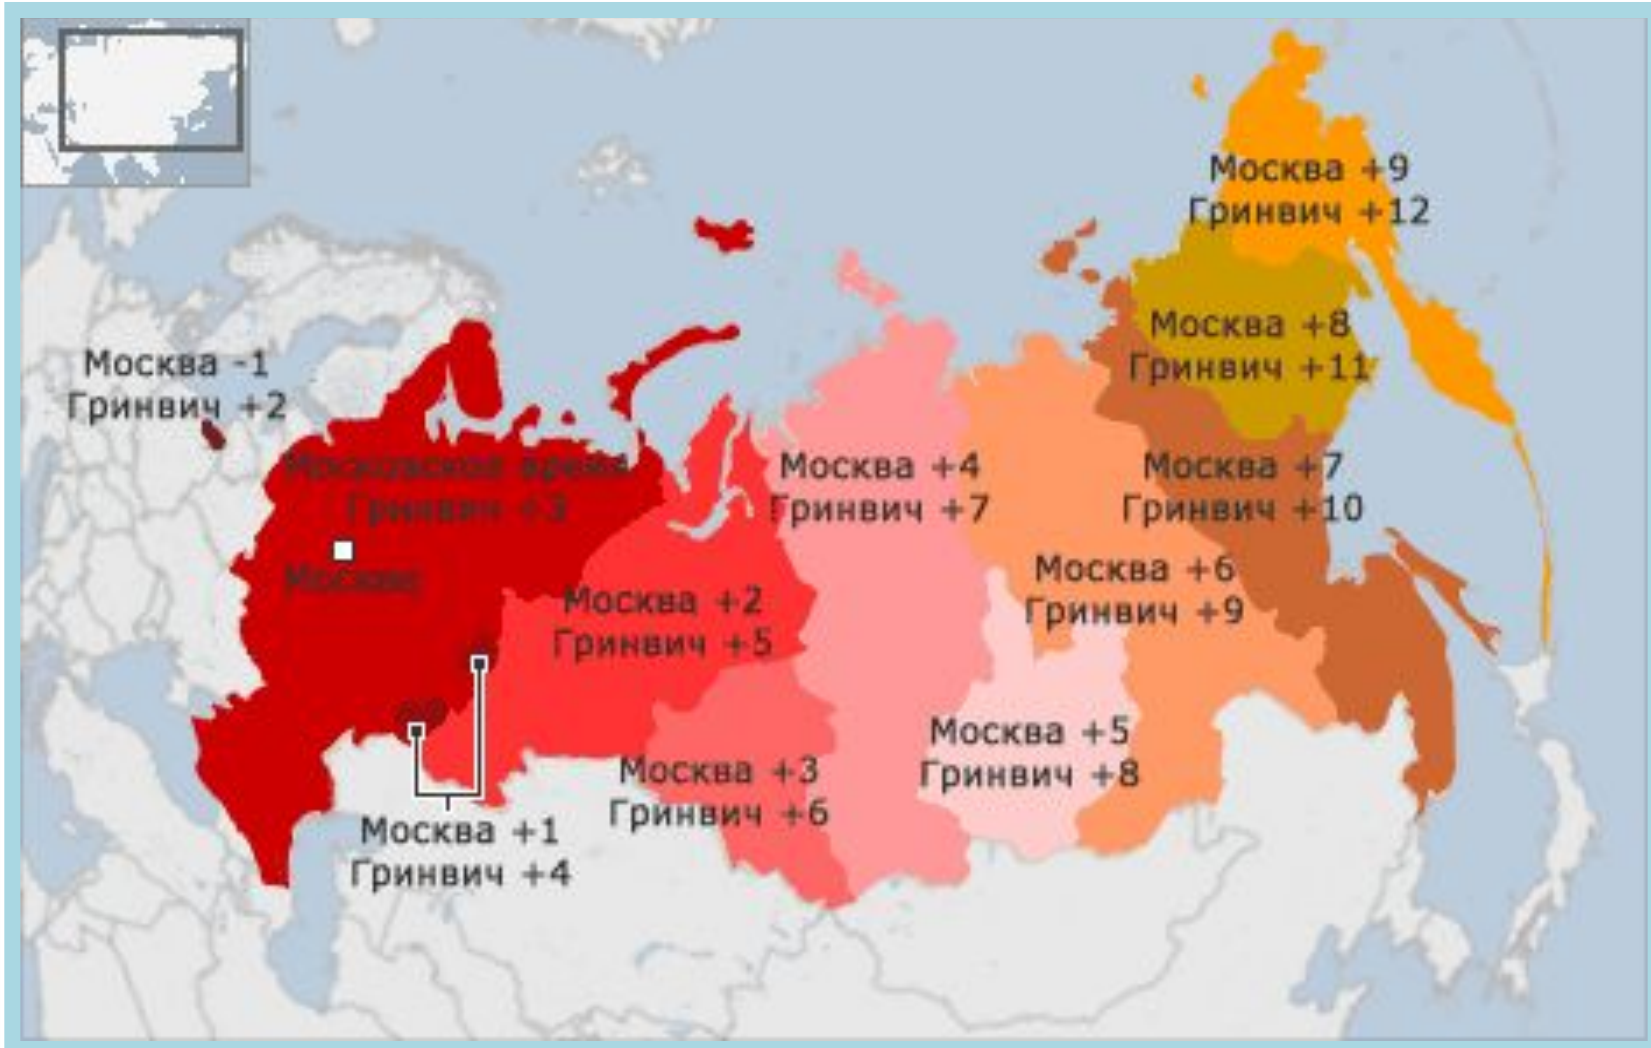 Москва +9
Гринвич +12
Москва +8
Гринвич +11
Москва -1
Гринвич +2
Московское время
Гринвич +3
Москва
Москва +4
Гринвич +7
Москва +7
Гринвич +10
Москва +6
Гринвич +9
Москва +2
Гринвич +5
Москва +5
Гринвич +8
Москва +3
Гринвич +6
Москва +1
Гринвич +4